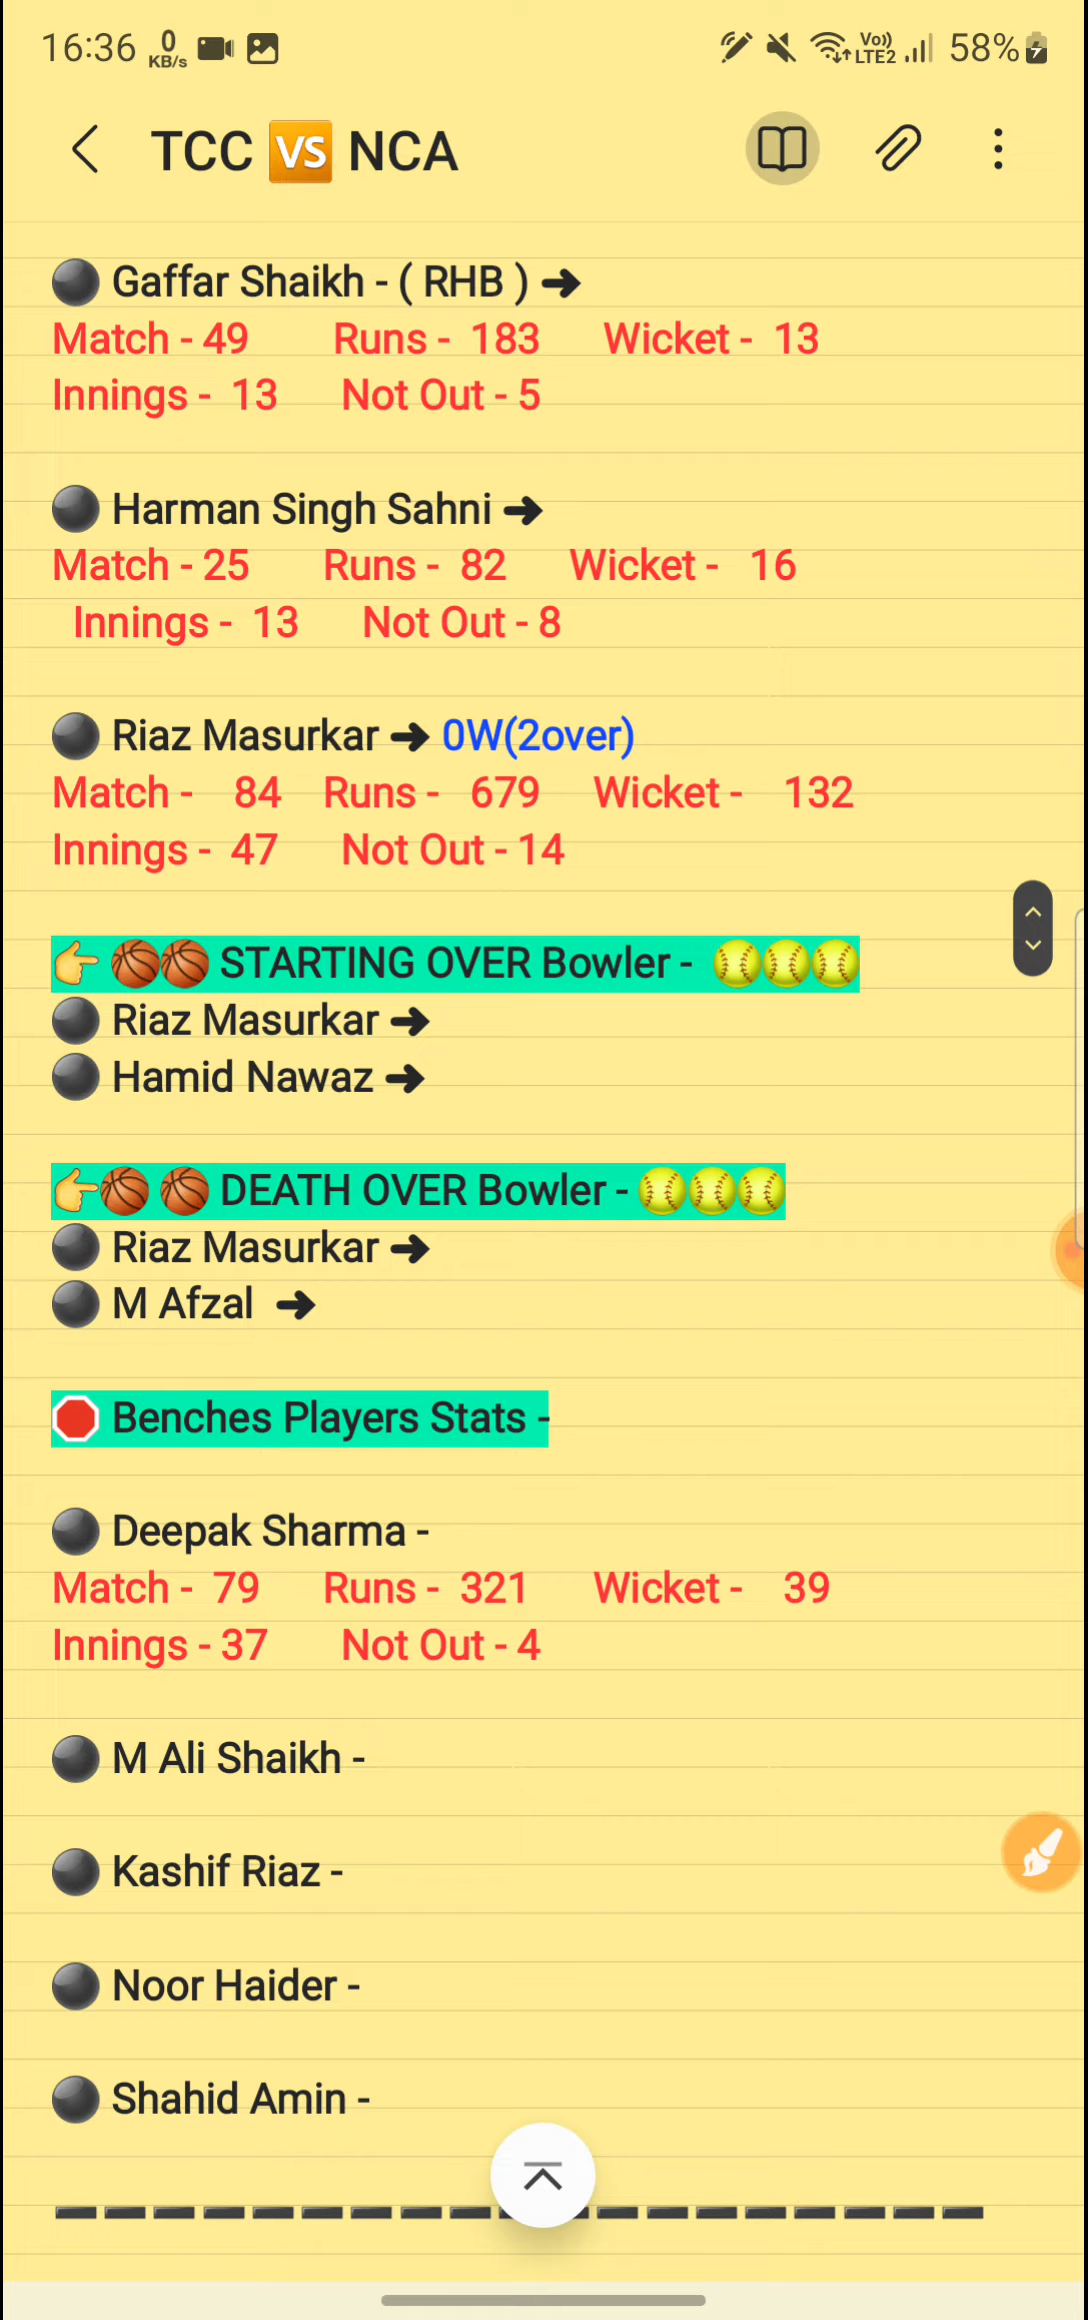 16:36 0 KB/s Vo)) LTE2 58%
TCC VS NCA
Gaffar Shaikh - ( RHB ) ➜
Match - 49 Runs - 183 Wicket - 13
Innings - 13 Not Out - 5
Harman Singh Sahni ➜
Match - 25 Runs - 82 Wicket - 16
Innings - 13 Not Out - 8
Riaz Masurkar ➜ 0W(2over)
Match - 84 Runs - 679 Wicket - 132
Innings - 47 Not Out - 14
STARTING OVER Bowler -
Riaz Masurkar ➜
Hamid Nawaz ➜
DEATH OVER Bowler -
Riaz Masurkar ➜
M Afzal ➜
Benches Players Stats -
Deepak Sharma -
Match - 79 Runs - 321 Wicket - 39
Innings - 37 Not Out - 4
M Ali Shaikh -
Kashif Riaz -
Noor Haider -
Shahid Amin -